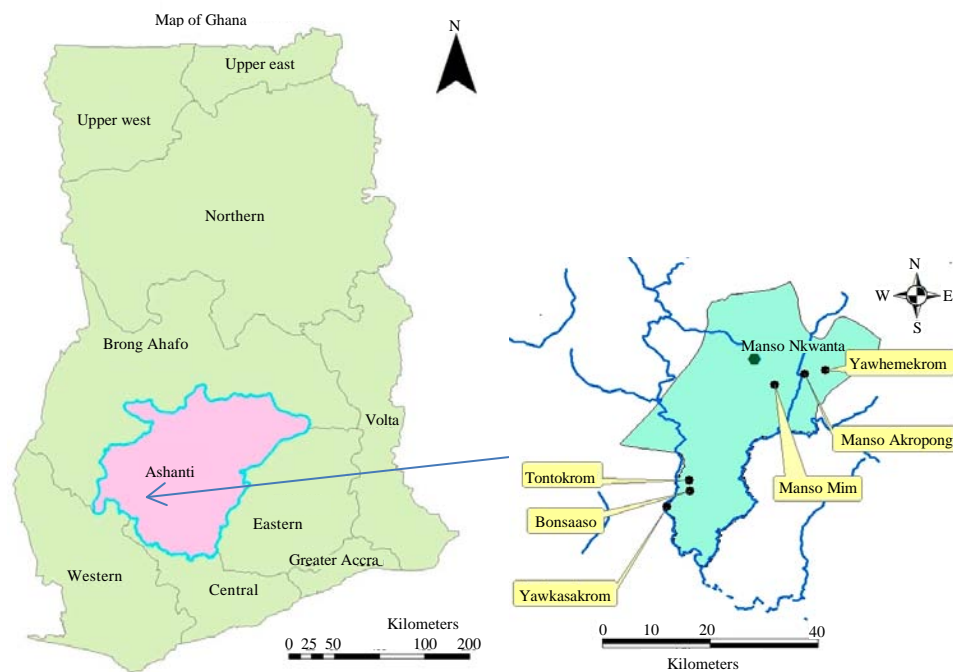 Map of Ghana
N
Upper east
Upper west
Northern
Brong Ahafo
Volta
Ashanti
Eastern
Greater Accra
Western
Central
Kilometers
0 25 50 100 200
N
W E
S
Manso Nkwanta
Yawhemekrom
Manso Akropong
Manso Mim
Tontokrom
Bonsaaso
Yawkasakrom
0 10 20 40
Kilometers